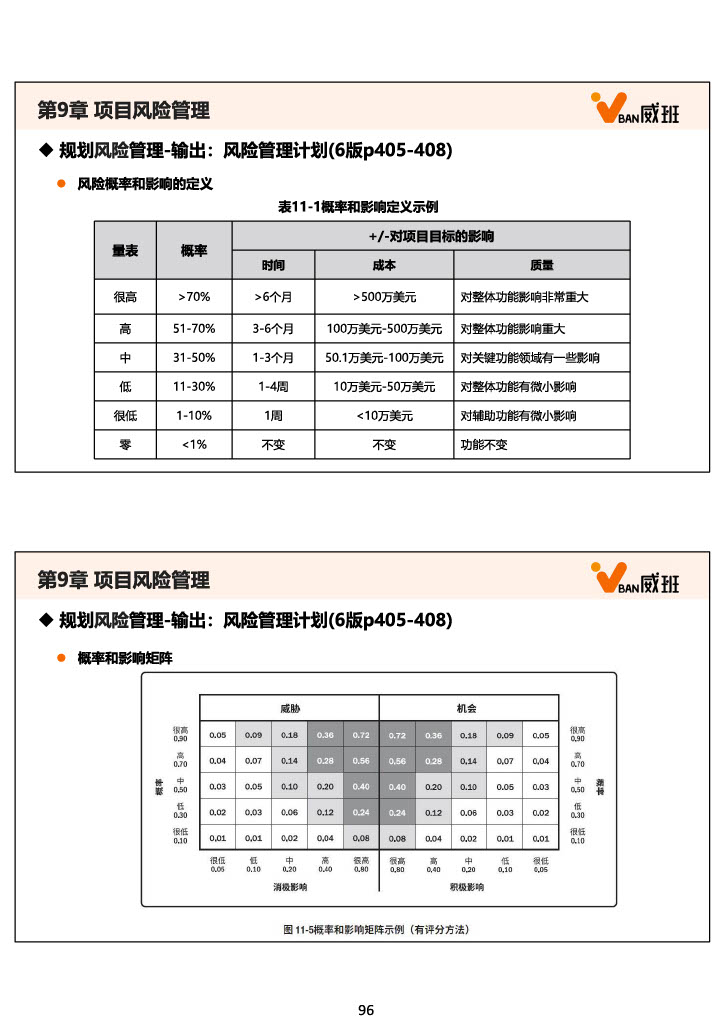 第9章 项目风险管理
VBAN威班
◆ 规划风险管理-输出：风险管理计划(6版p405-408)
● 风险概率和影响的定义
表11-1概率和影响定义示例
量表 概率 +/-对项目目标的影响
时间 成本 质量
很高 >70% >6个月 >500万美元 对整体功能影响非常重大
高 51-70% 3-6个月 100万美元-500万美元 对整体功能影响重大
中 31-50% 1-3个月 50.1万美元-100万美元 对关键功能领域有一些影响
低 11-30% 1-4周 10万美元-50万美元 对整体功能有微小影响
很低 1-10% 1周 <10万美元 对辅助功能有微小影响
零 <1% 不变 不变 功能不变
第9章 项目风险管理
VBAN威班
◆ 规划风险管理-输出：风险管理计划(6版p405-408)
● 概率和影响矩阵
威胁 机会
很高 0.90 0.05 0.09 0.18 0.36 0.72 0.72 0.36 0.18 0.09 0.05 很高 0.90
高 0.70 0.04 0.07 0.14 0.28 0.56 0.56 0.28 0.14 0.07 0.04 高 0.70
概率 中 0.50 0.03 0.05 0.10 0.20 0.40 0.40 0.20 0.10 0.05 0.03 中 0.50 概率
低 0.30 0.02 0.03 0.06 0.12 0.24 0.24 0.12 0.06 0.03 0.02 低 0.30
很低 0.10 0.01 0.01 0.02 0.04 0.08 0.08 0.04 0.02 0.01 0.01 很低 0.10
很低 低 中 高 很高 很高 高 中 低 很低
0.05 0.10 0.20 0.40 0.80 0.80 0.40 0.20 0.10 0.05
消极影响 积极影响
图 11-5概率和影响矩阵示例（有评分方法）
96